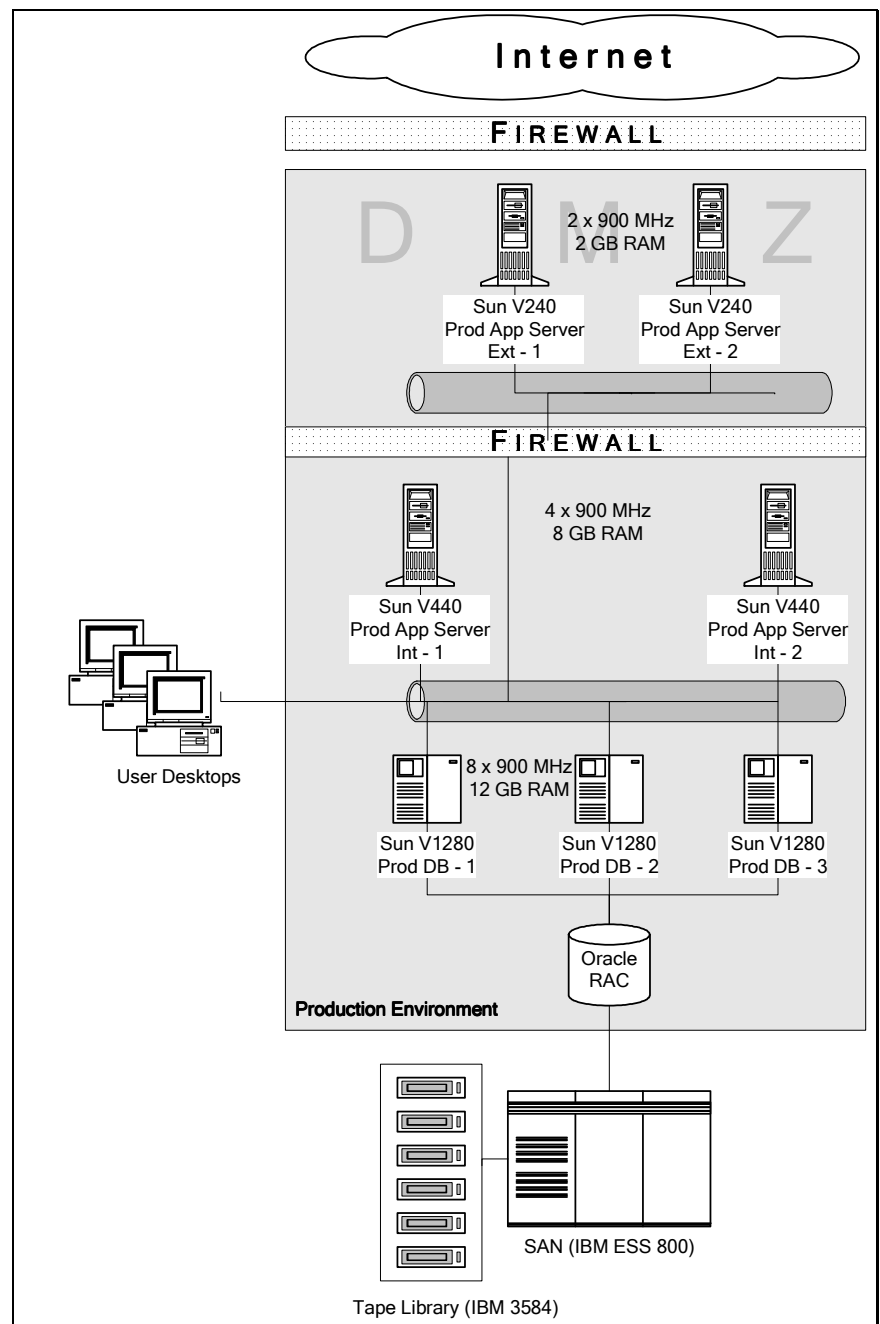 Internet
FIREWALL
D M Z
2 x 900 MHz
2 GB RAM
Sun V240
Prod App Server
Ext - 1
Sun V240
Prod App Server
Ext - 2
FIREWALL
4 x 900 MHz
8 GB RAM
Sun V440
Prod App Server
Int - 1
Sun V440
Prod App Server
Int - 2
User Desktops
8 x 900 MHz
12 GB RAM
Sun V1280
Prod DB - 1
Sun V1280
Prod DB - 2
Sun V1280
Prod DB - 3
Oracle
RAC
Production Environment
SAN (IBM ESS 800)
Tape Library (IBM 3584)